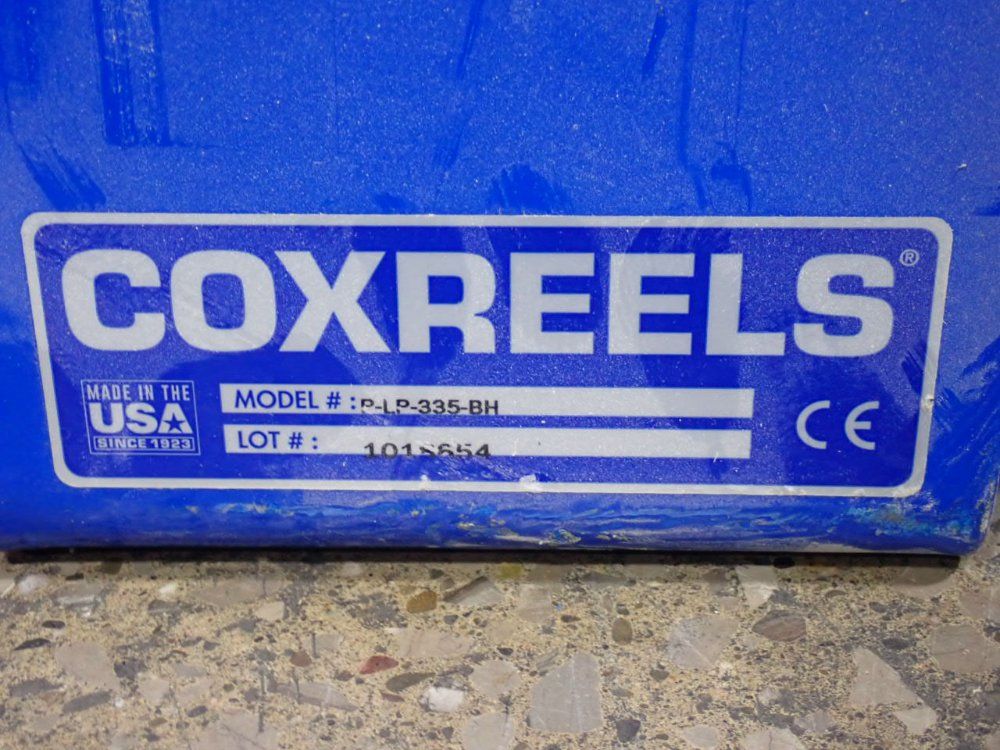 COXREELS®
MADE IN THE
USA
SINCE 1923
MODEL # : P-LP-335-BH
LOT # :
CE